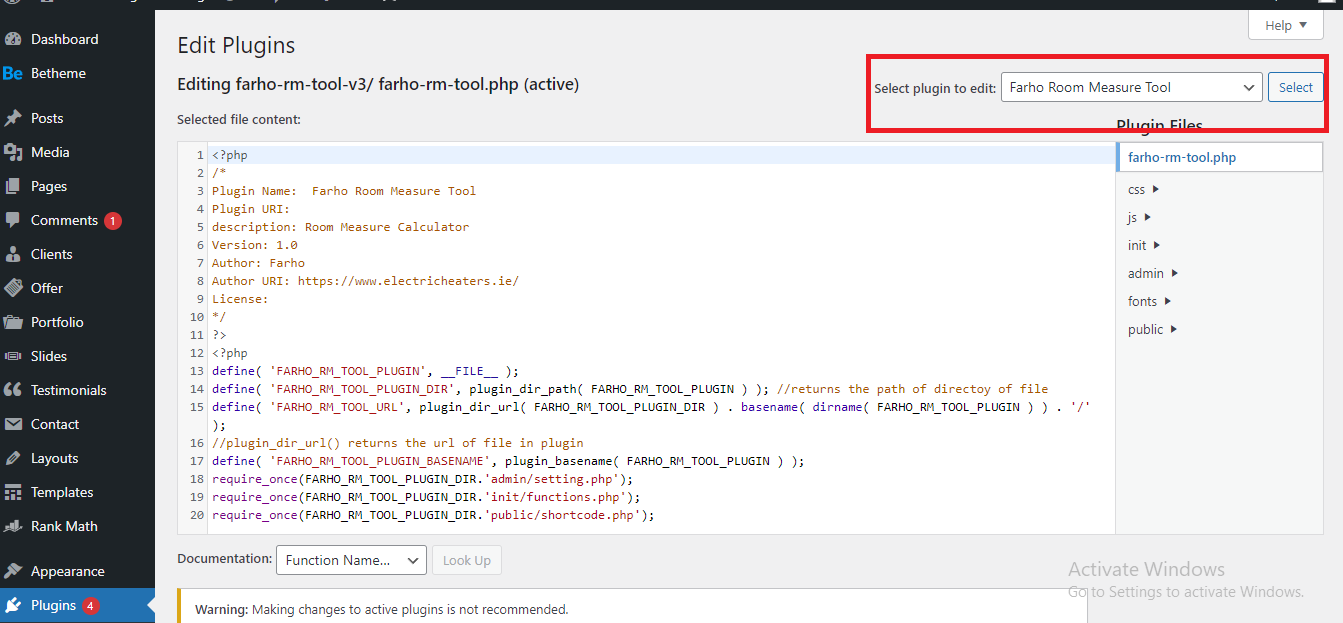 Help
Edit Plugins
Editing farho-rm-tool-v3/ farho-rm-tool.php (active)
Select plugin to edit: Farho Room Measure Tool Select
Selected file content:
Plugin Files
Dashboard
Betheme
Posts
Media
Pages
Comments 1
Clients
Offer
Portfolio
Slides
Testimonials
Contact
Layouts
Templates
Rank Math
Appearance
Plugins 4
1 <?php
2 /*
3 Plugin Name:  Farho Room Measure Tool
4 Plugin URI:
5 description: Room Measure Calculator
6 Version: 1.0
7 Author: Farho
8 Author URI: https://www.electricheaters.ie/
9 License:
10 */
11 ?>
12 <?php
13 define( 'FARHO_RM_TOOL_PLUGIN', __FILE__ );
14 define( 'FARHO_RM_TOOL_PLUGIN_DIR', plugin_dir_path( FARHO_RM_TOOL_PLUGIN ) ); //returns the path of directoy of file
15 define( 'FARHO_RM_TOOL_URL', plugin_dir_url( FARHO_RM_TOOL_PLUGIN_DIR ) . basename( dirname( FARHO_RM_TOOL_PLUGIN ) ) . '/'
);
16 //plugin_dir_url() returns the url of file in plugin
17 define( 'FARHO_RM_TOOL_PLUGIN_BASENAME', plugin_basename( FARHO_RM_TOOL_PLUGIN ) );
18 require_once(FARHO_RM_TOOL_PLUGIN_DIR.'admin/setting.php');
19 require_once(FARHO_RM_TOOL_PLUGIN_DIR.'init/functions.php');
20 require_once(FARHO_RM_TOOL_PLUGIN_DIR.'public/shortcode.php');
farho-rm-tool.php
css
js
init
admin
fonts
public
Documentation: Function Name... Look Up
Warning: Making changes to active plugins is not recommended.
Activate Windows
Go to Settings to activate Windows.